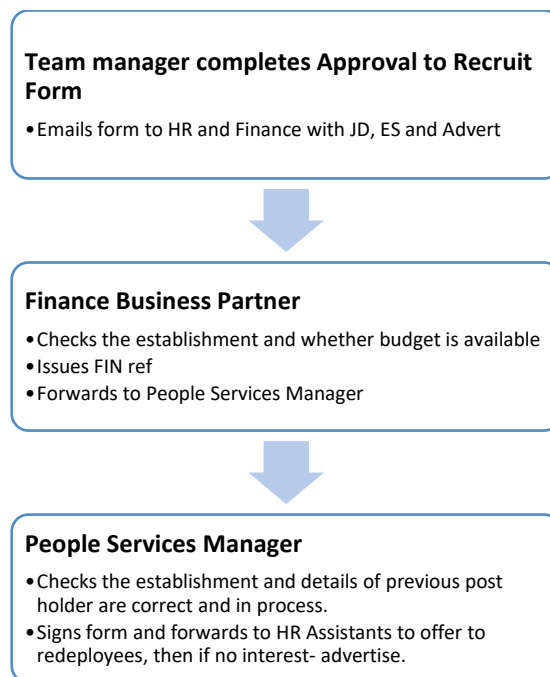 Team manager completes Approval to Recruit
Form
•Emails form to HR and Finance with JD, ES and Advert
Finance Business Partner
•Checks the establishment and whether budget is available
•Issues FIN ref
•Forwards to People Services Manager
People Services Manager
•Checks the establishment and details of previous post
holder are correct and in process.
•Signs form and forwards to HR Assistants to offer to
redeployees, then if no interest- advertise.